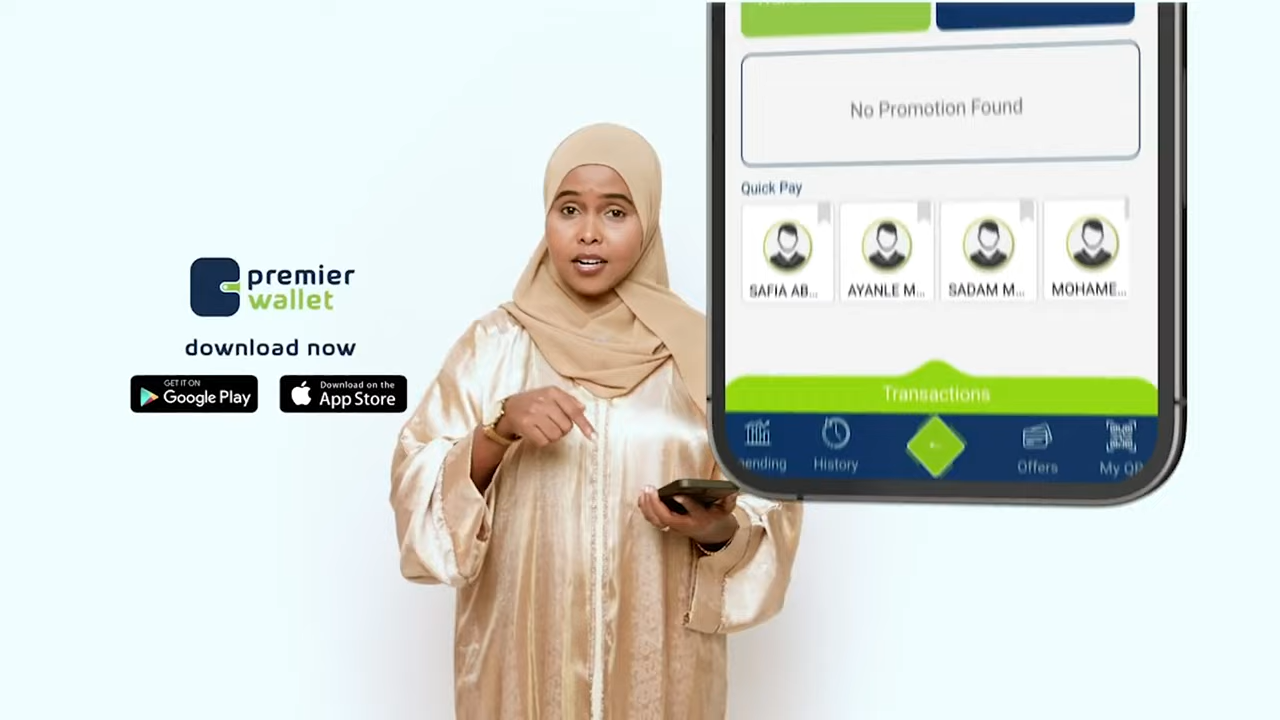 premier
wallet
download now
GET IT ON
Google Play
Download on the
App Store
No Promotion Found
Quick Pay
SAFIA AB...
AYANLE M...
SADAM M...
MOHAME...
Transactions
History
Offers